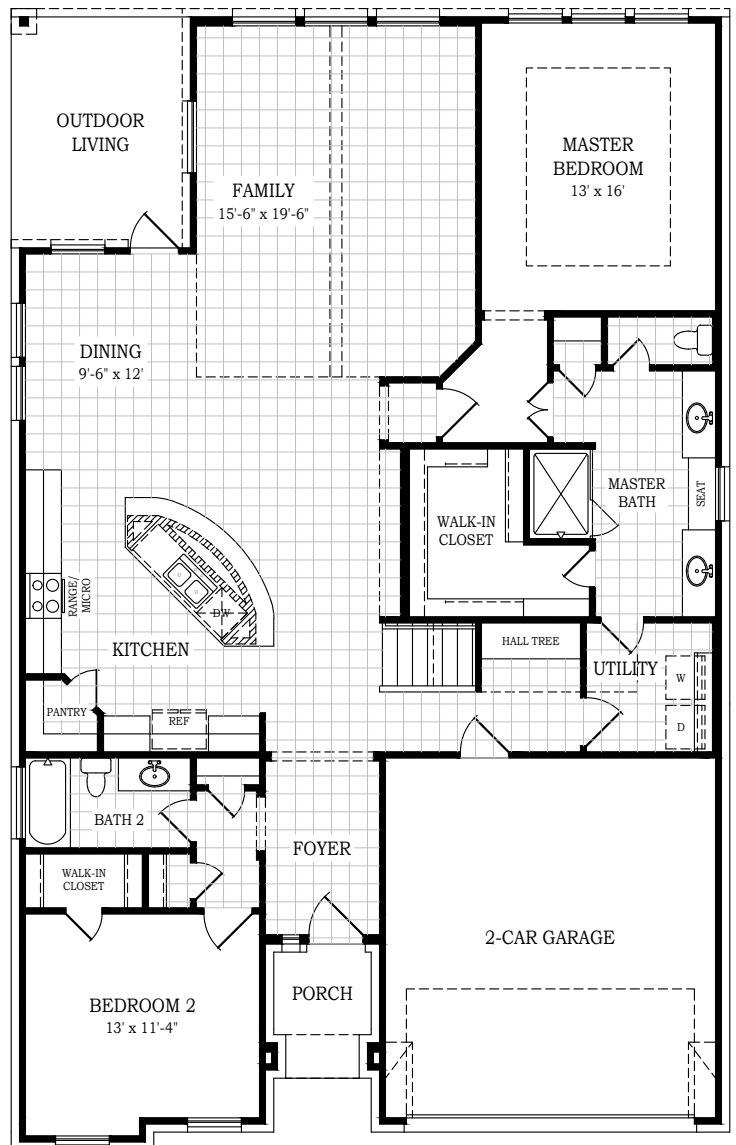 OUTDOOR
LIVING
FAMILY
15'-6" x 19'-6"
MASTER
BEDROOM
13' x 16'
DINING
9'-6" x 12'
WALK-IN
CLOSET
MASTER
BATH
SEAT
RANGE/
MICRO
DW
KITCHEN
HALL TREE
UTILITY
W
D
PANTRY
REF
BATH 2
WALK-IN
CLOSET
FOYER
2-CAR GARAGE
PORCH
BEDROOM 2
13' x 11'-4"